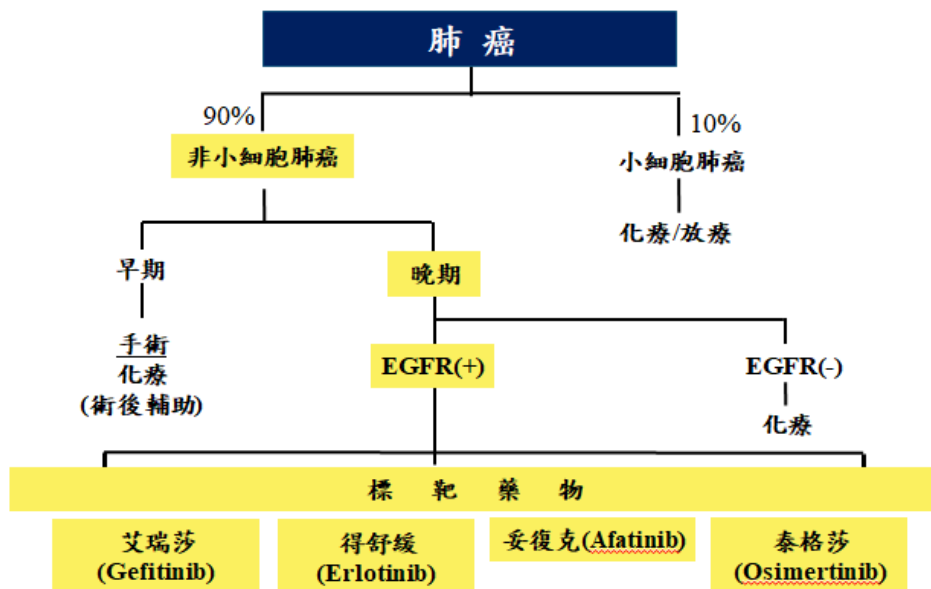 肺 癌
90%
10%
非小細胞肺癌
小細胞肺癌
化療/放療
早期
晚期
手術
化療
(術後輔助)
EGFR(+)
EGFR(-)
化療
標 靶 藥 物
艾瑞莎
(Gefitinib)
得舒緩
(Erlotinib)
妥復克(Afatinib)
泰格莎
(Osimertinib)